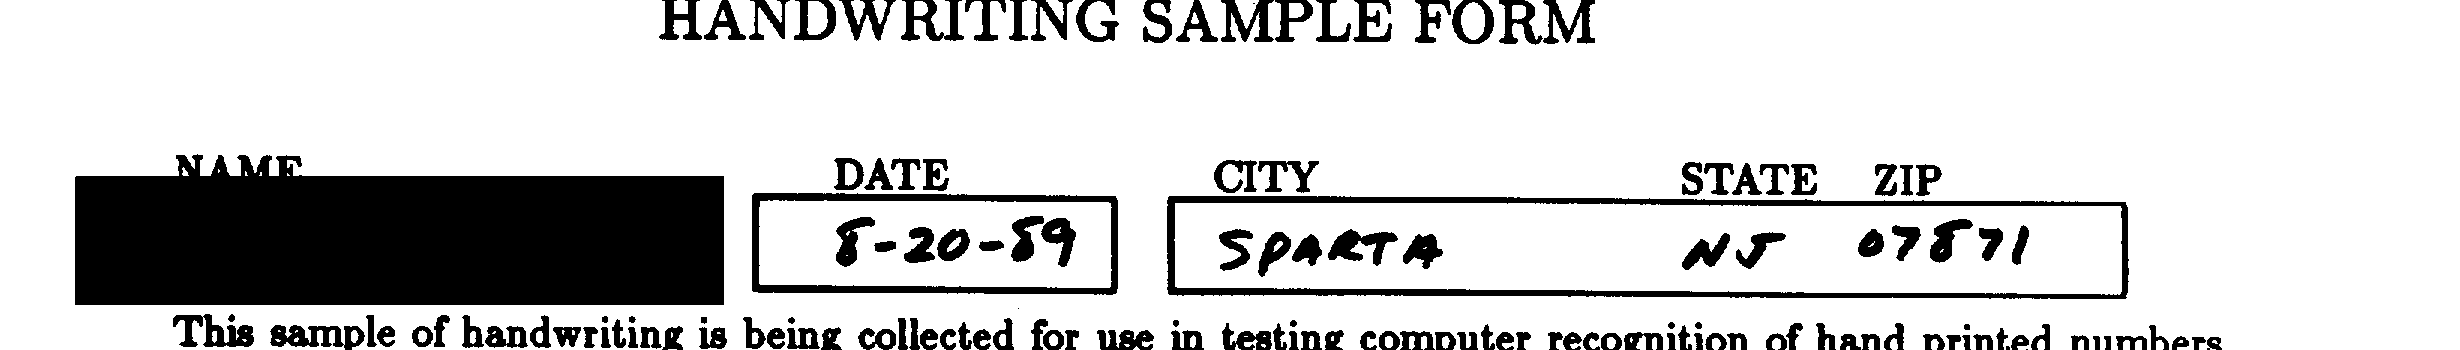 HANDWRITING SAMPLE FORM
NAME DATE CITY STATE ZIP
8-20-89 SPARTA NJ 07871
This sample of handwriting is being collected for use in testing computer recognition of hand printed numbers